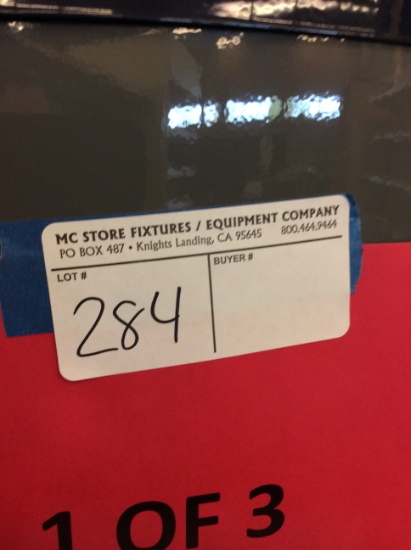 MC STORE FIXTURES / EQUIPMENT COMPANY
PO BOX 487 • Knights Landing, CA 95645 800.464.9464
LOT # BUYER #
284
1 OF 3